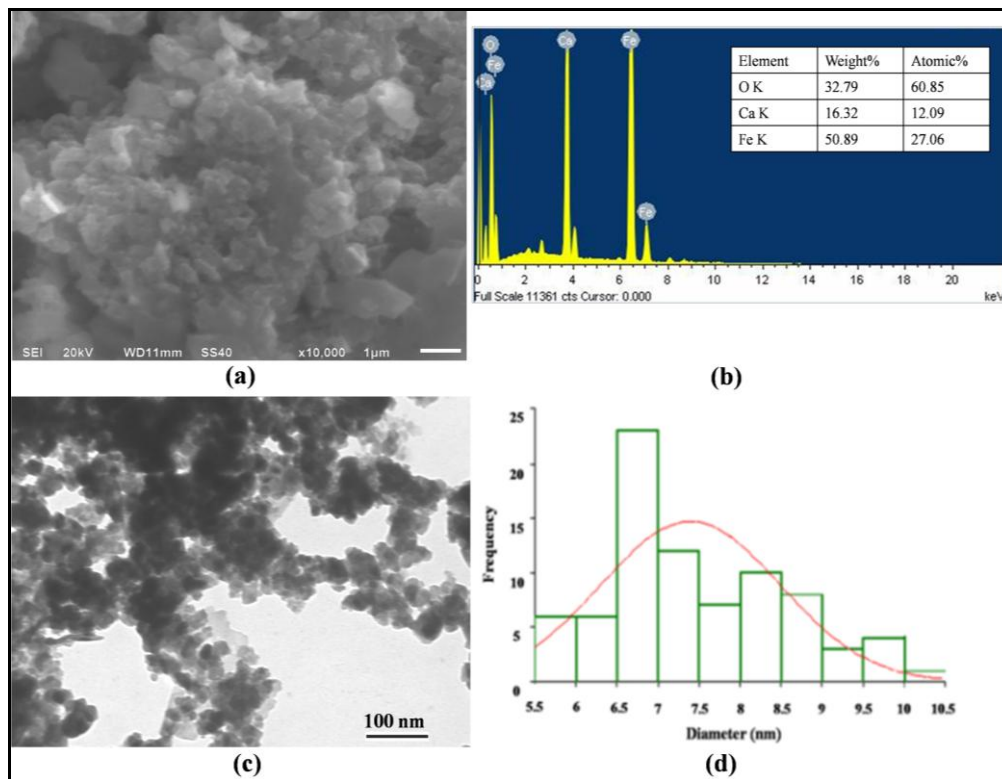 SEI 20kV WD11mm SS40 x10,000 1μm
(a)
O
Ca
Fe
Fe
Ca
Fe
Element Weight% Atomic%
O K 32.79 60.85
Ca K 16.32 12.09
Fe K 50.89 27.06
0 2 4 6 8 10 12 14 16 18 20
Full Scale 11361 cts Cursor: 0.000 keV
(b)
100 nm
(c)
25
20
15
10
5
0
Frequency
5.5 6 6.5 7 7.5 8 8.5 9 9.5 10 10.5
Diameter (nm)
(d)